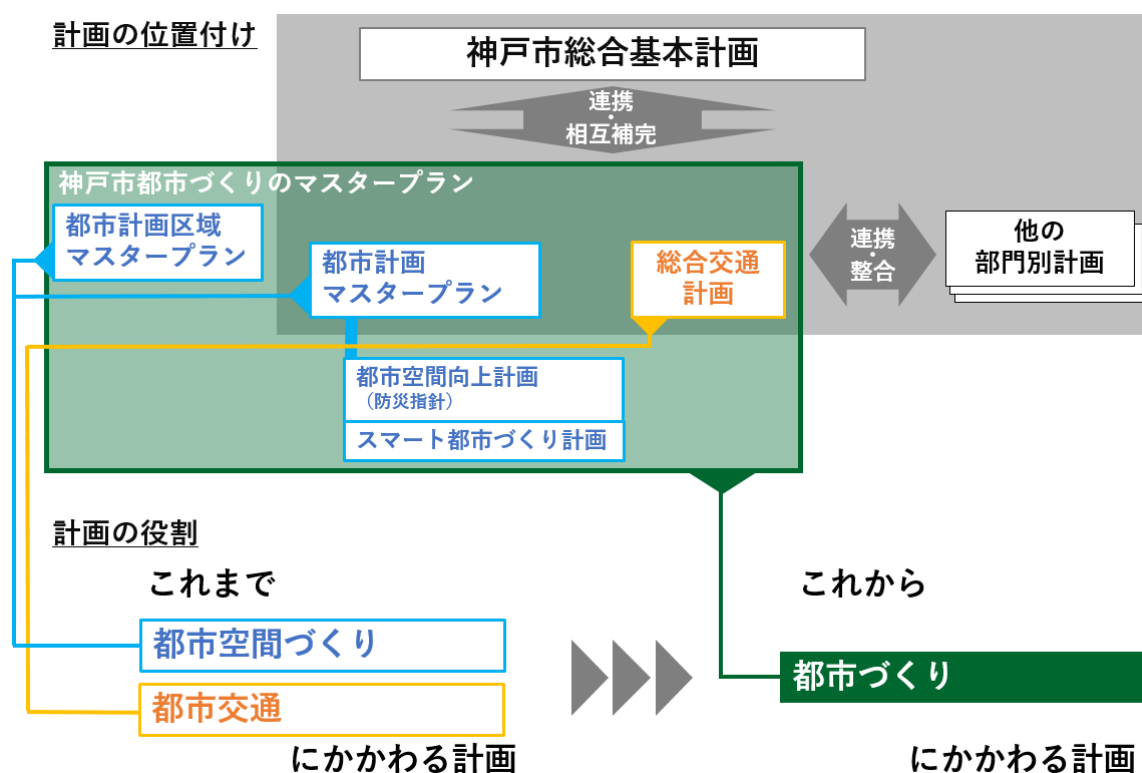 計画の位置付け
神戸市総合基本計画
連携
・
相互補完
神戸市都市づくりのマスタープラン
都市計画区域
マスタープラン
都市計画
マスタープラン
総合交通
計画
連携
・
整合
他の
部門別計画
都市空間向上計画
（防災指針）
スマート都市づくり計画
計画の役割
これまで
これから
都市空間づくり
都市交通
都市づくり
にかかわる計画
にかかわる計画